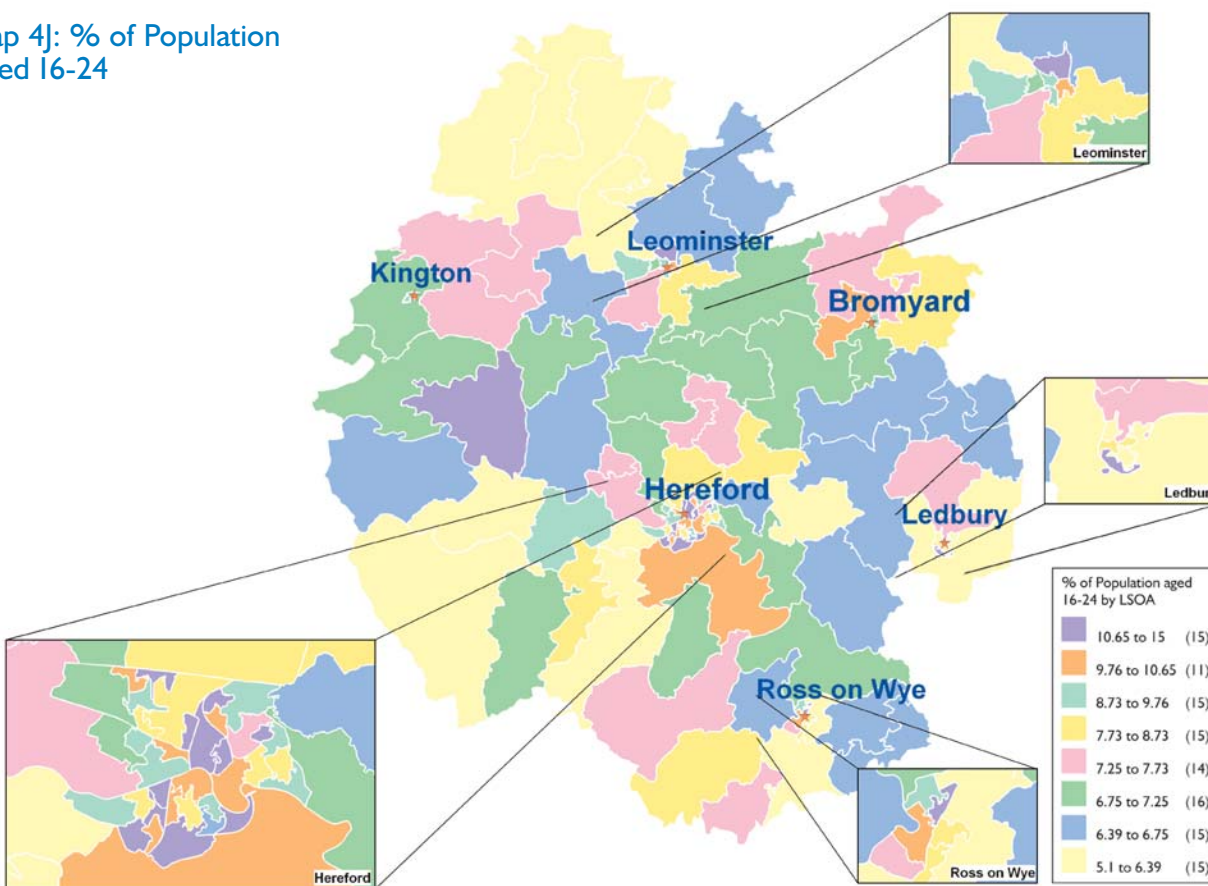 ap 4J: % of Population
ed 16-24
Leominster
Leominster
Kington
Bromyard
Ledbur
Hereford
Ledbury
Ross on Wye
% of Population aged
16-24 by LSOA
10.65 to 15 (15)
9.76 to 10.65 (11)
8.73 to 9.76 (15)
7.73 to 8.73 (15)
7.25 to 7.73 (14)
6.75 to 7.25 (16)
6.39 to 6.75 (15)
5.1 to 6.39 (15)
Hereford
Ross on Wye